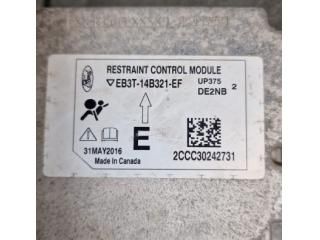 RESTRAINT CONTROL MODULE
EB3T-14B321-EF
UP375
DE2NB 2
E
31MAY2016
Made in Canada
2CCC30242731